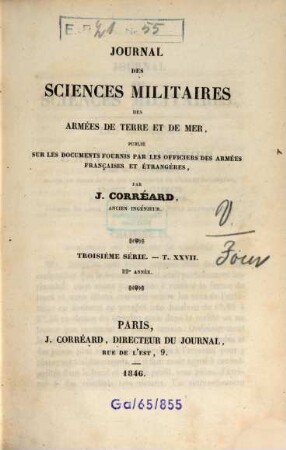 E. 21 55
JOURNAL
DES
SCIENCES MILITAIRES
DES
ARMÉES DE TERRE ET DE MER,
PUBLIÉ
SUR LES DOCUMENTS FOURNIS PAR LES OFFICIERS DES ARMÉES
FRANÇAISES ET ÉTRANGÈRES,
PAR
J. CORRÉARD,
ANCIEN INGÉNIEUR.
TROISIÈME SÉRIE. — T. XXVII.
22e ANNÉE.
PARIS,
J. CORRÉARD, DIRECTEUR DU JOURNAL,
RUE DE L'EST, 9.
1846.
Ga/65/855